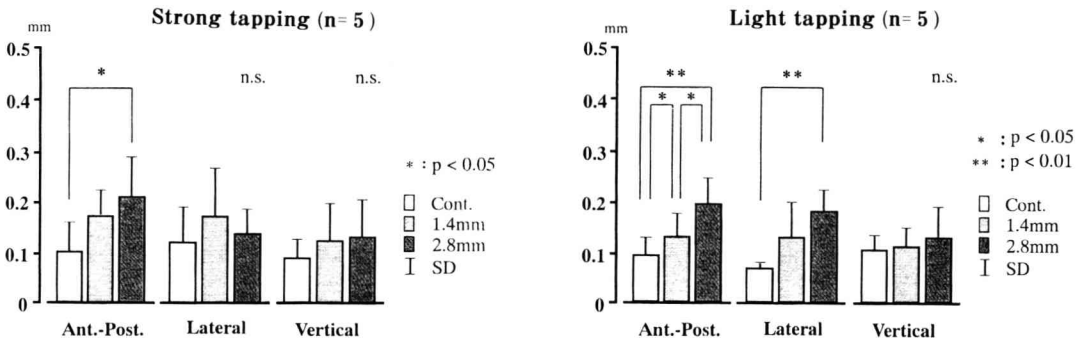 Strong tapping (n= 5)
mm
0.5
0.4
0.3
0.2
0.1
0
*
n.s.
n.s.
* : p < 0.05
Cont.
1.4mm
2.8mm
SD
Ant.-Post.
Lateral
Vertical
Light tapping (n= 5)
mm
0.5
0.4
0.3
0.2
0.1
0
**
*
*
**
n.s.
* : p < 0.05
** : p < 0.01
Cont.
1.4mm
2.8mm
SD
Ant.-Post.
Lateral
Vertical